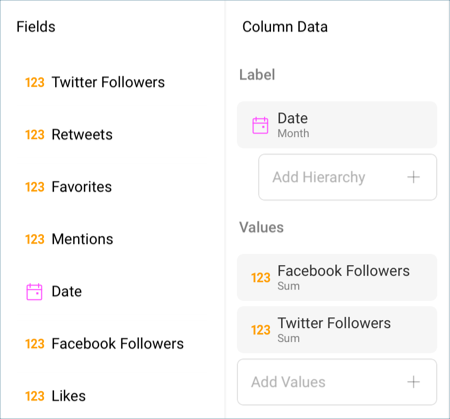 Fields
123 Twitter Followers
123 Retweets
123 Favorites
123 Mentions
Date
123 Facebook Followers
123 Likes
Column Data
Label
Date
Month
Add Hierarchy
Values
123 Facebook Followers
Sum
123 Twitter Followers
Sum
Add Values